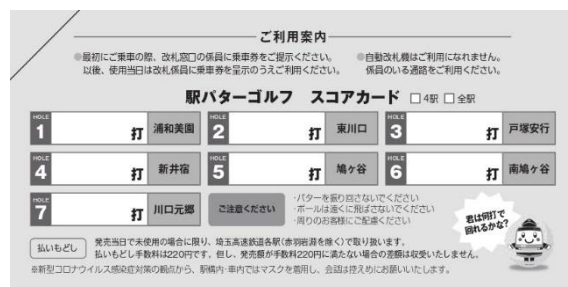 ご利用案内
●最初にご乗車の際、改札窓口の係員に乗車券をご提示ください。
以後、使用当日は改札係員に乗車券を呈示のうえご利用ください。
●自動改札機はご利用になれません。
係員のいる通路をご利用ください。
駅パターゴルフ スコアカード □4駅 □全駅
HOLE 1 打 浦和美園 HOLE 2 打 東川口 HOLE 3 打 戸塚安行
HOLE 4 打 新井宿 HOLE 5 打 鳩ヶ谷 HOLE 6 打 南鳩ヶ谷
HOLE 7 打 川口元郷
ご注意ください
・パターを振り回さないでください
・ボールは遠くに飛ばさないでください
・周りのお客様にご配慮ください
君は何打で
回れるかな?
払いもどし
発売当日で未使用の場合に限り、埼玉高速鉄道各駅(赤羽岩淵を除く)で取り扱います。
払いもどし手数料は220円です。但し、発売額が手数料220円に満たない場合の差額は収受いたしません。
※新型コロナウイルス感染症対策の観点から、駅構内・車内ではマスクを着用し、会話は控えめにお願いいたします。